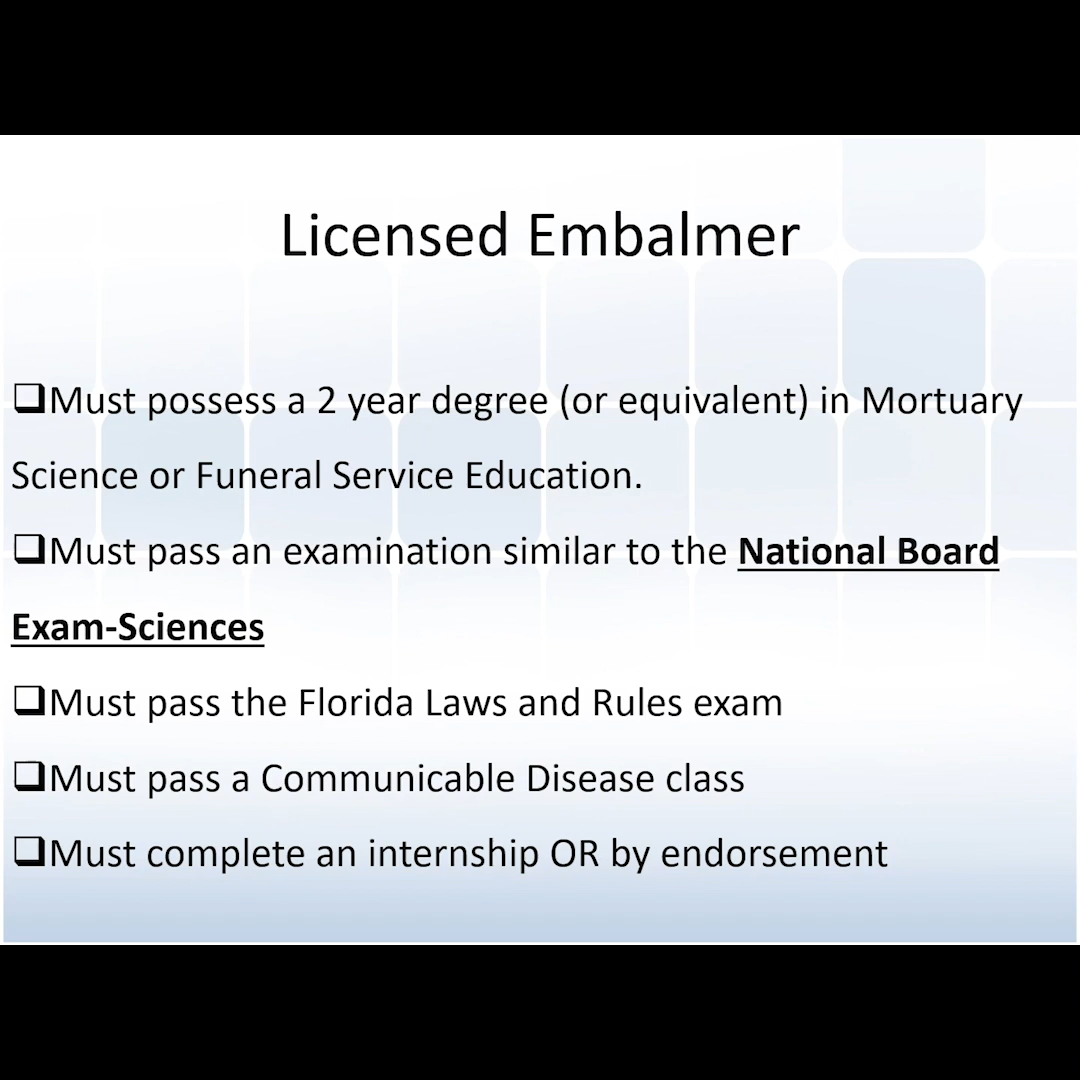 Licensed Embalmer
❑Must possess a 2 year degree (or equivalent) in Mortuary
Science or Funeral Service Education.
❑Must pass an examination similar to the National Board
Exam-Sciences
❑Must pass the Florida Laws and Rules exam
❑Must pass a Communicable Disease class
❑Must complete an internship OR by endorsement